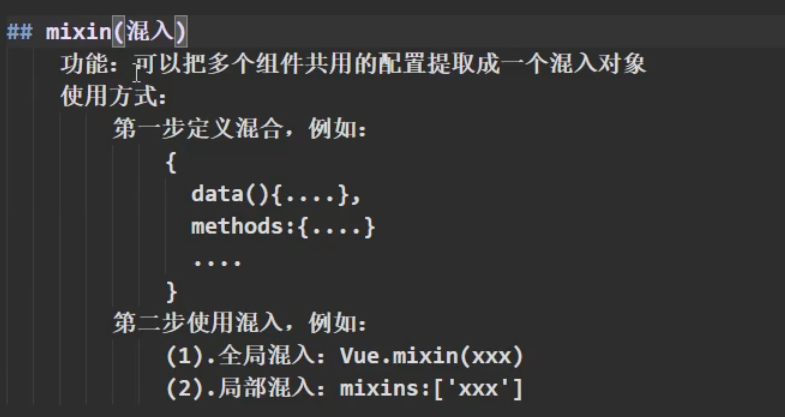 ## mixin(混入)
功能：可以把多个组件共用的配置提取成一个混入对象
使用方式：
第一步定义混合，例如：
{
data(){....},
methods:{....}
....
}
第二步使用混入，例如：
(1).全局混入：Vue.mixin(xxx)
(2).局部混入：mixins:['xxx']